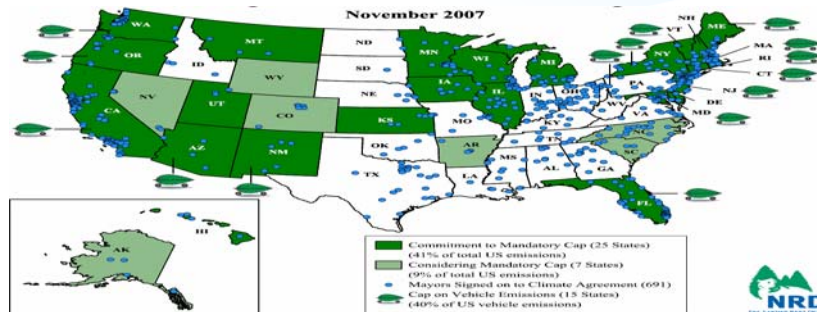 November 2007
WA
OR
CA
NV
ID
MT
WY
UT
AZ
CO
NM
ND
SD
NE
KS
OK
TX
MN
IA
MO
AR
LA
WI
IL
MI
IN
OH
KY
TN
MS
AL
GA
FL
SC
NC
VA
WV
PA
NY
VT
NH
ME
MA
RI
CT
NJ
DE
MD
AK
HI
Commitment to Mandatory Cap (25 States)
(41% of total US emissions)
Considering Mandatory Cap (7 States)
(9% of total US emissions)
Mayors Signed on to Climate Agreement (691)
Cap on Vehicle Emissions (15 States)
(40% of US vehicle emissions)
NRD